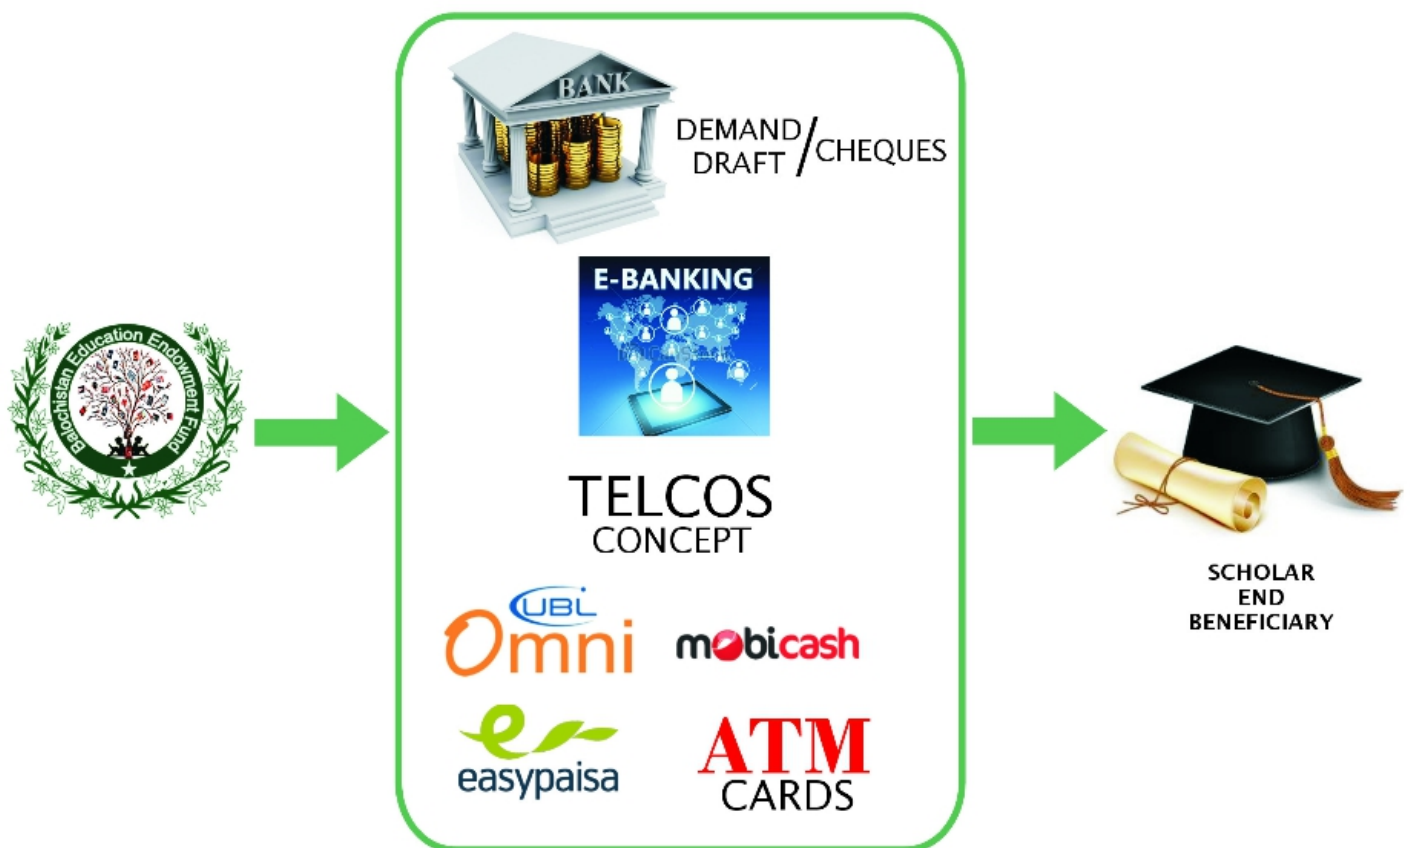 Balochistan Education Endowment Fund
BANK
DEMAND
DRAFT
/
CHEQUES
E-BANKING
TELCOS
CONCEPT
UBL
Omni
mobicash
easypaisa
ATM
CARDS
SCHOLAR
END
BENEFICIARY